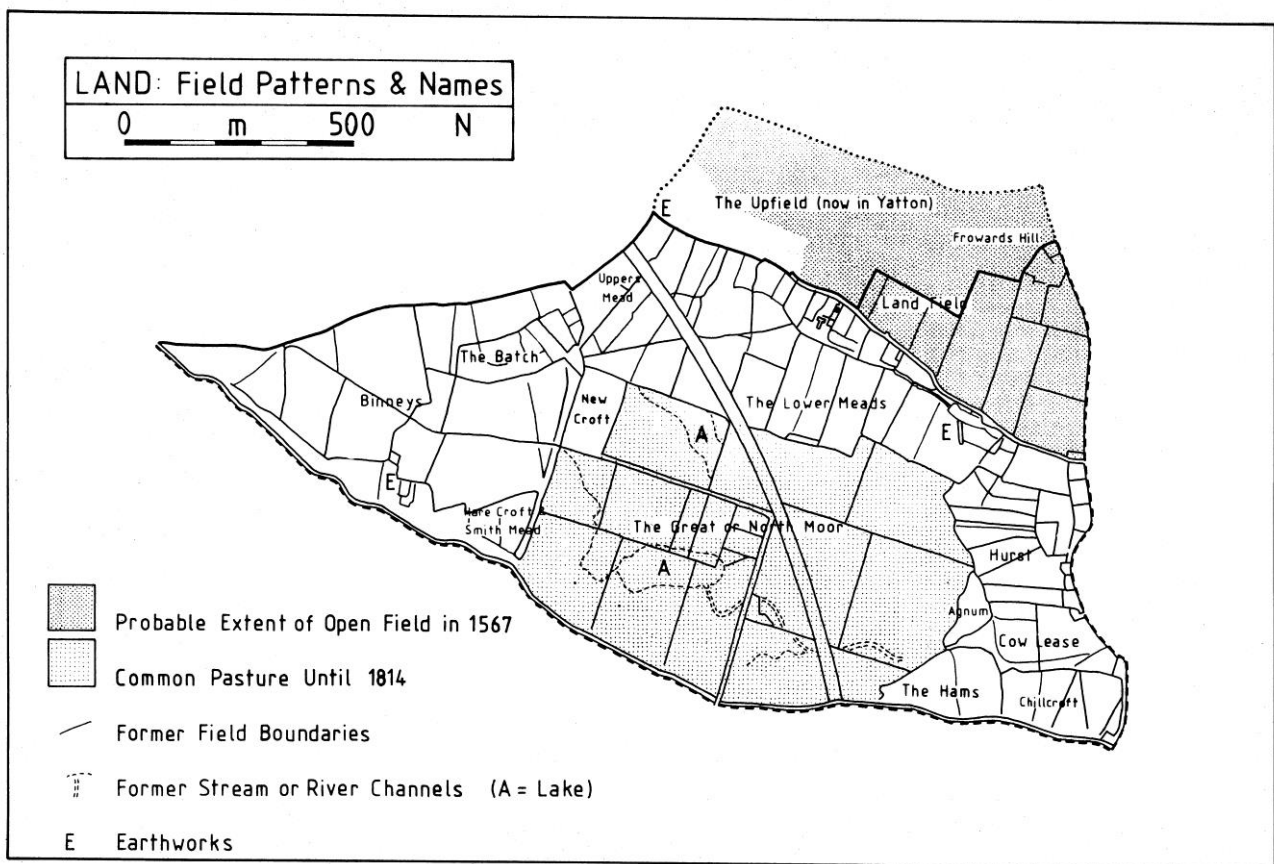 LAND: Field Patterns & Names
0 m 500 N
E
The Upfield (now in Yatton)
Frowards Hill
Uppers
Mead
Land Field
The Batch
Binneys
New
Croft
The Lower Meads
A
E
E
Hare Croft &
Smith Mead
The Great or North Moor
A
Hurst
Agnum
Cow Lease
The Hams
Chillcroft
Probable Extent of Open Field in 1567
Common Pasture Until 1814
Former Field Boundaries
Former Stream or River Channels (A = Lake)
E Earthworks